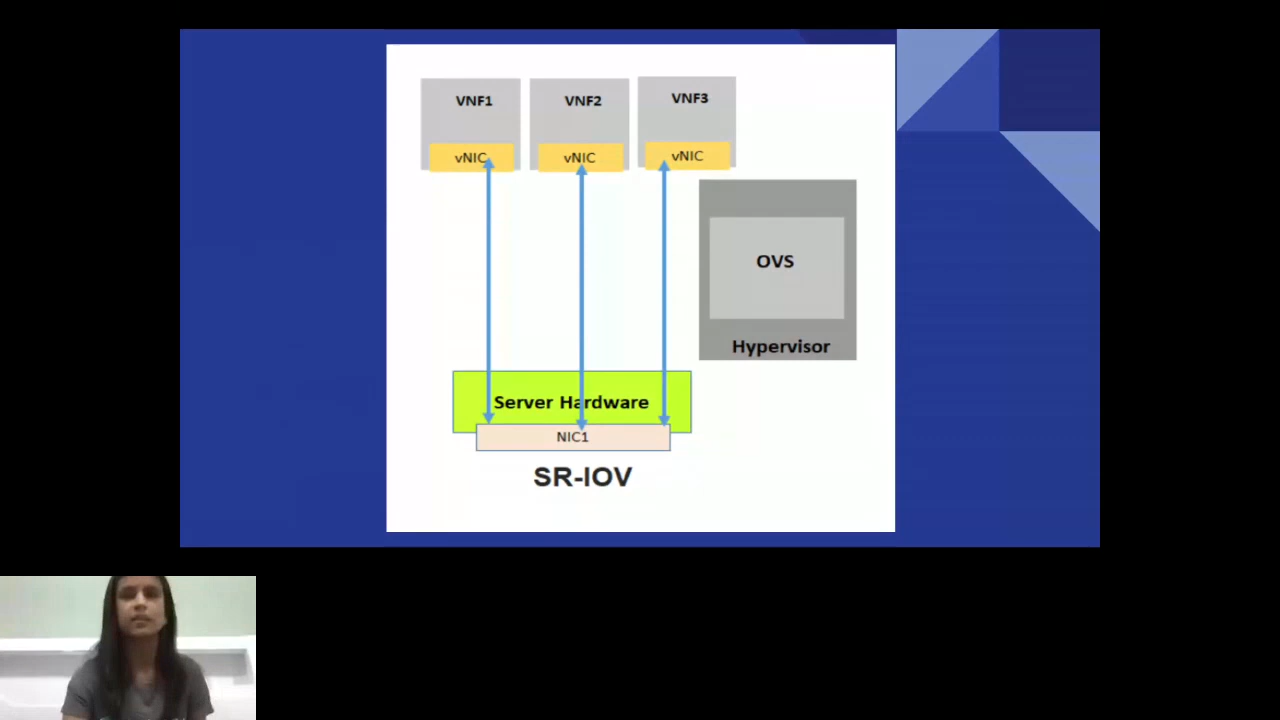 VNF1
VNF2
VNF3
vNIC
vNIC
vNIC
OVS
Hypervisor
Server Hardware
NIC1
SR-IOV